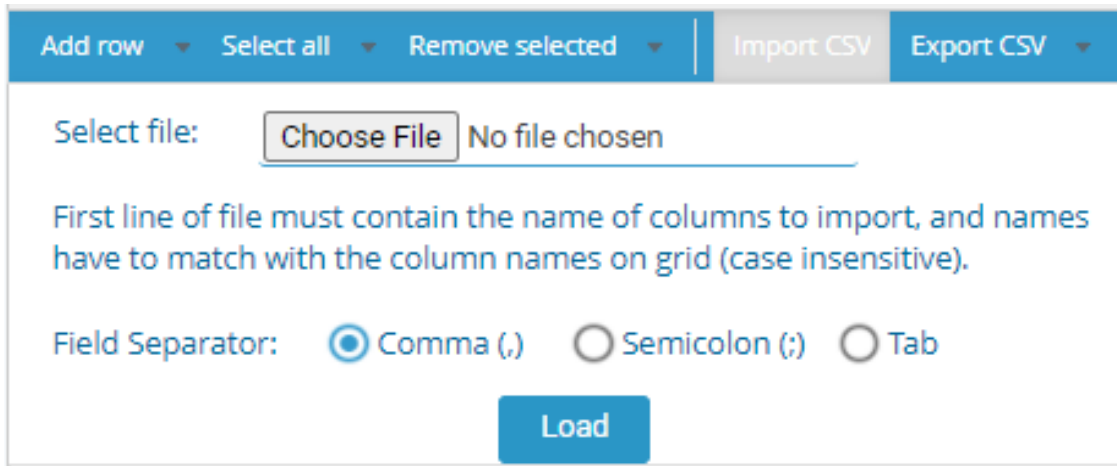 Add row Select all Remove selected Import CSV Export CSV
Select file: Choose File No file chosen
First line of file must contain the name of columns to import, and names
have to match with the column names on grid (case insensitive).
Field Separator: Comma (,) Semicolon (;) Tab
Load